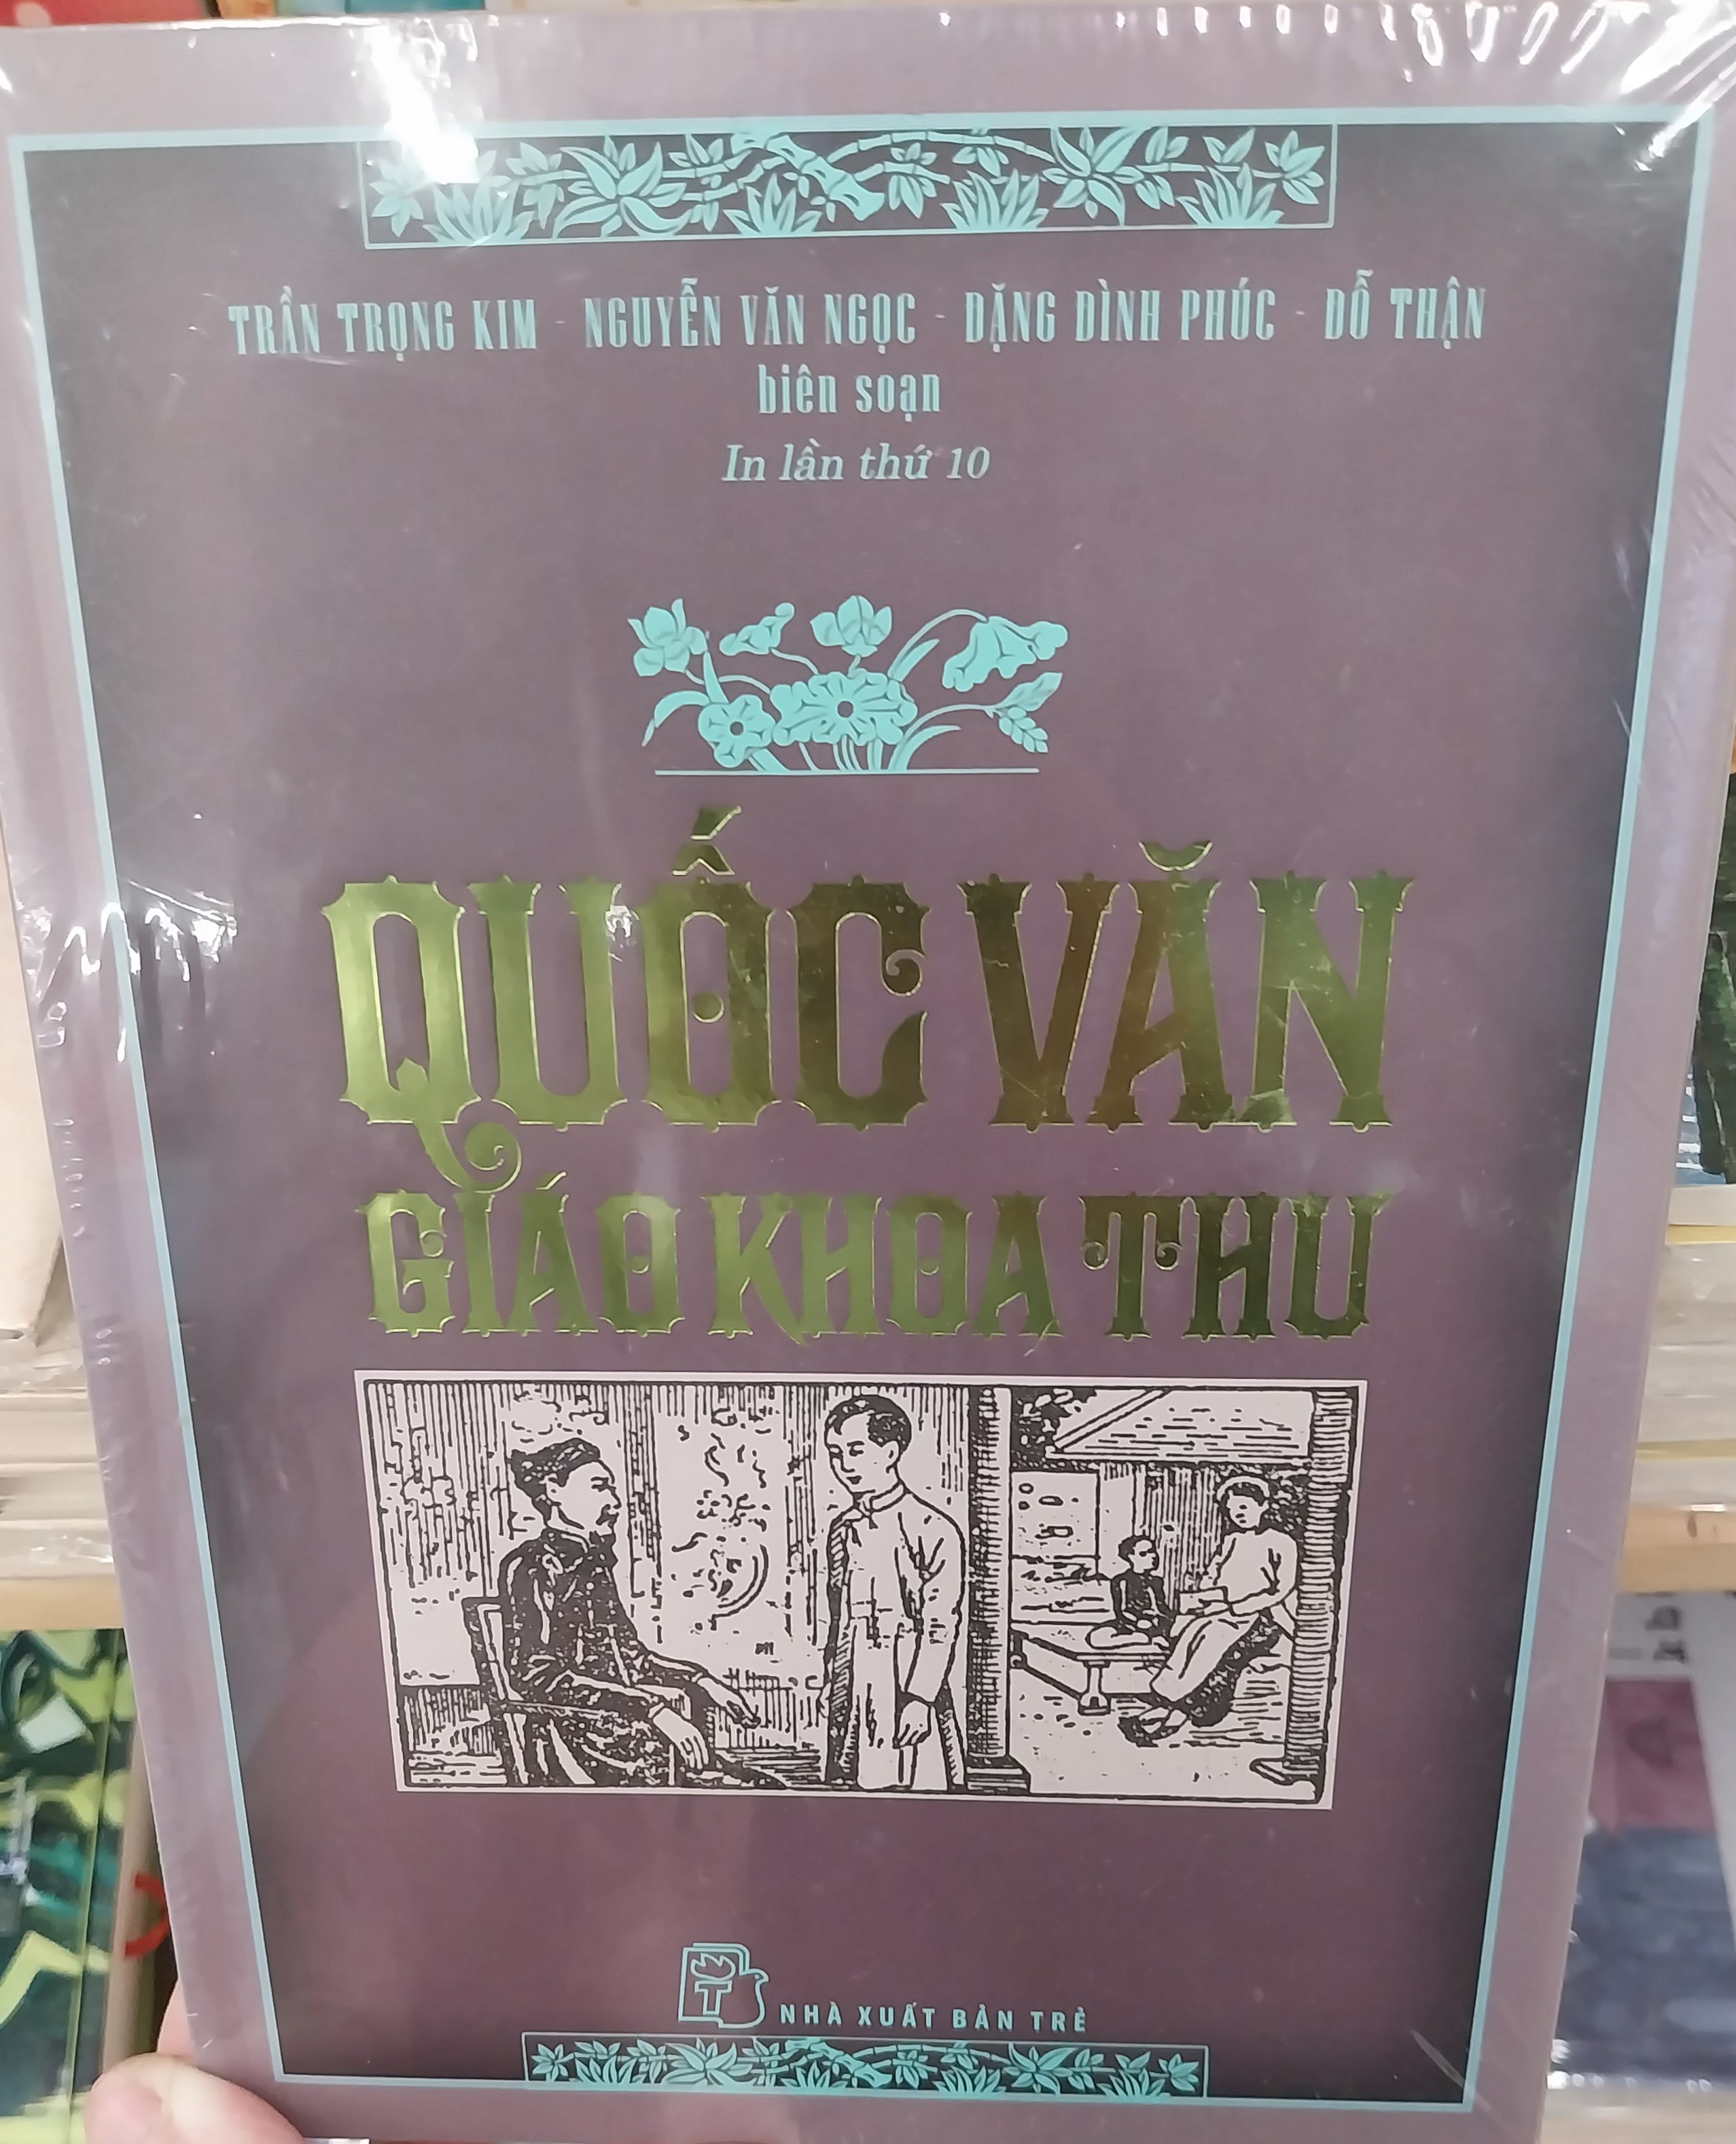 TRẦN TRỌNG KIM - NGUYỄN VĂN NGỌC - ĐẶNG ĐÌNH PHÚC - ĐỖ THẬN
biên soạn
In lần thứ 10
QUỐC VĂN
GIÁO KHOA THƯ
NHÀ XUẤT BẢN TRẺ